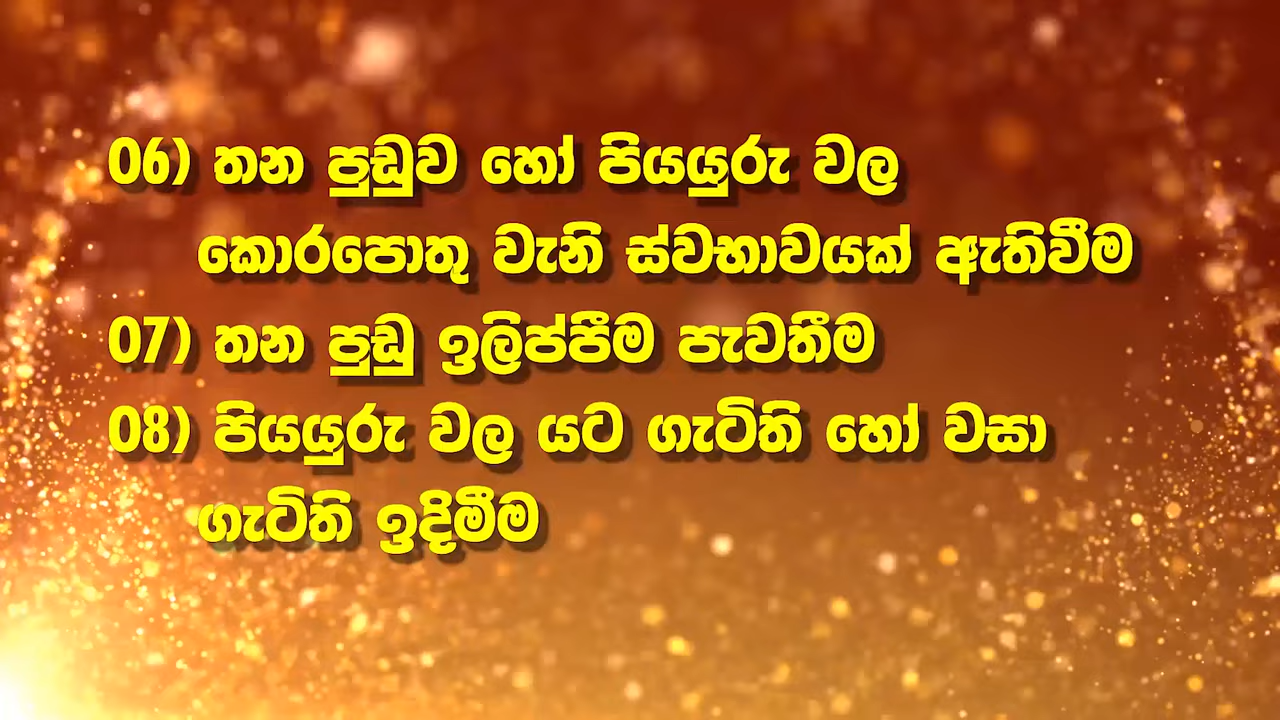 06) තන පුඩුව හෝ පියයුරු වල
කොරපොතු වැනි ස්වභාවයක් ඇතිවීම
07) තන පුඩු ඉලිප්පීම පැවතීම
08) පියයුරු වල යට ගැටිති හෝ වසා
ගැටිති ඉදිමීම